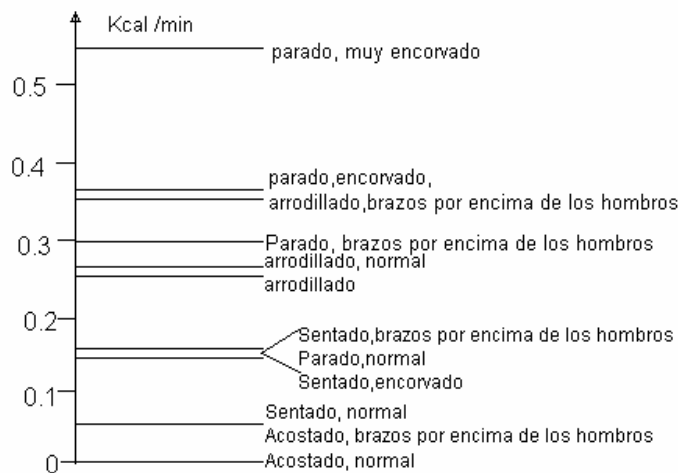 Kcal /min
parado, muy encorvado
0.5
0.4
parado,encorvado,
arrodillado,brazos por encima de los hombros
0.3
Parado, brazos por encima de los hombros
arrodillado, normal
arrodillado
0.2
Sentado,brazos por encima de los hombros
Parado,normal
Sentado,encorvado
0.1
Sentado, normal
Acostado, brazos por encima de los hombros
0
Acostado, normal